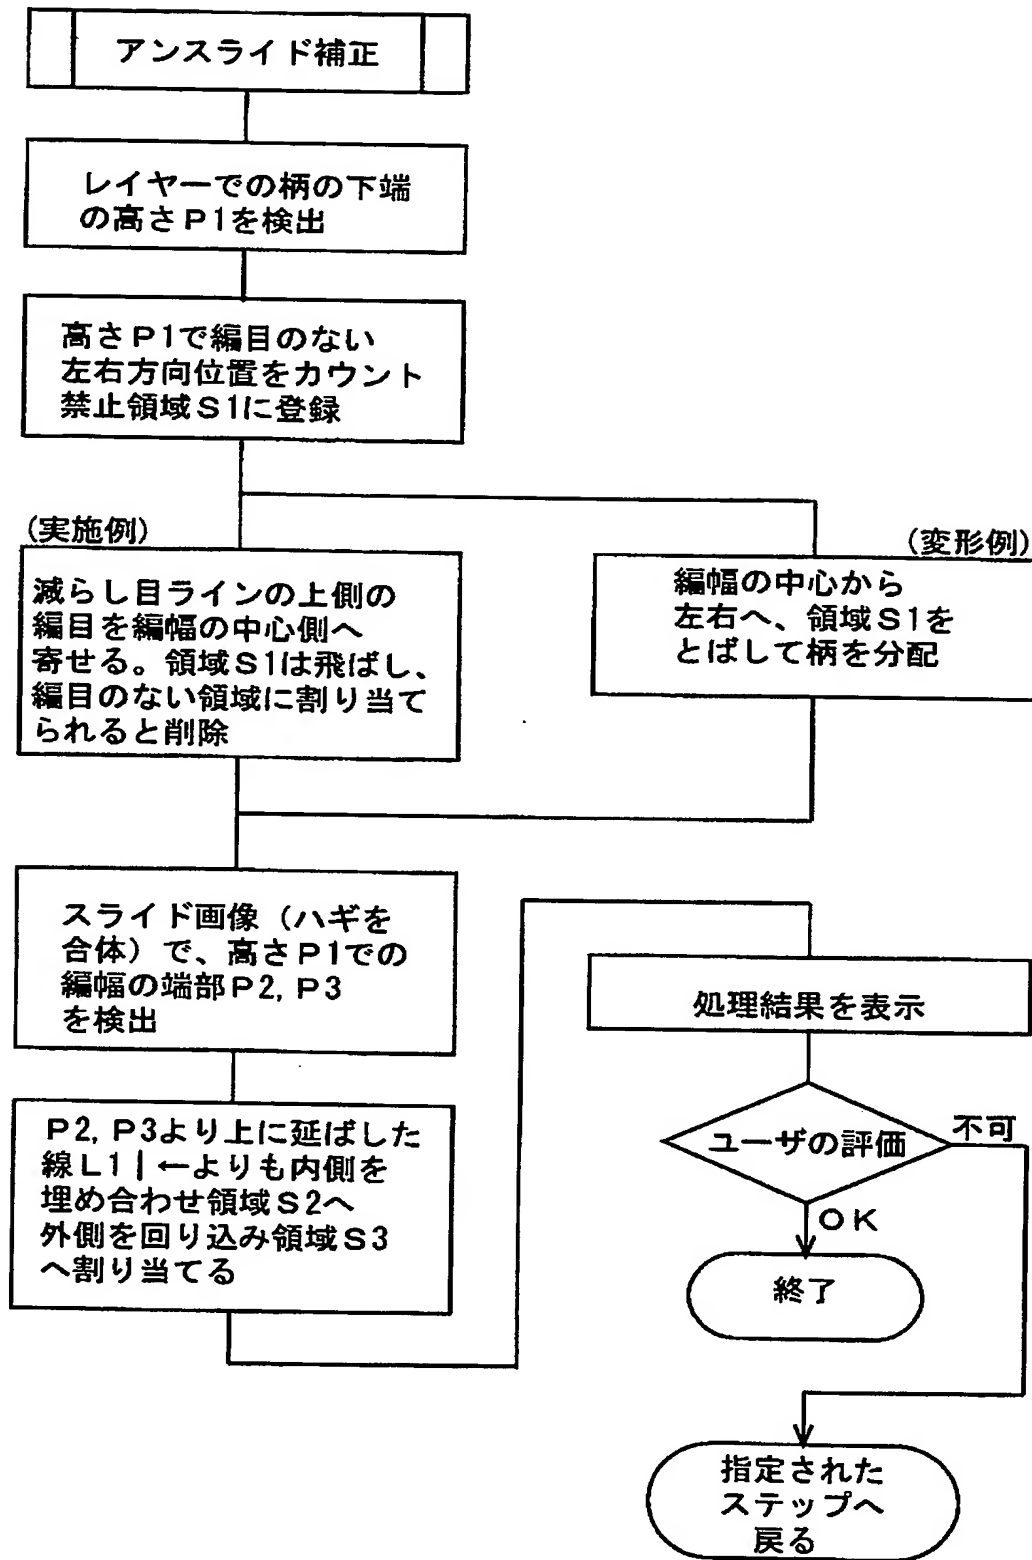 アンスライド補正
レイヤーでの柄の下端
の高さP1を検出
高さP1で編目のない
左右方向位置をカウント
禁止領域S1に登録
(実施例)
減らし目ラインの上側の
編目を編幅の中心側へ
寄せる。領域S1は飛ばし、
編目のない領域に割り当て
られると削除
(変形例)
編幅の中心から
左右へ、領域S1を
とばして柄を分配
スライド画像(ハギを
合体)で、高さP1での
編幅の端部P2, P3
を検出
P2, P3より上に延ばした
線L1|←よりも内側を
埋め合わせ領域S2へ
外側を回り込み領域S3
へ割り当てる
処理結果を表示
ユーザの評価
不可
OK
終了
指定された
ステップへ
戻る